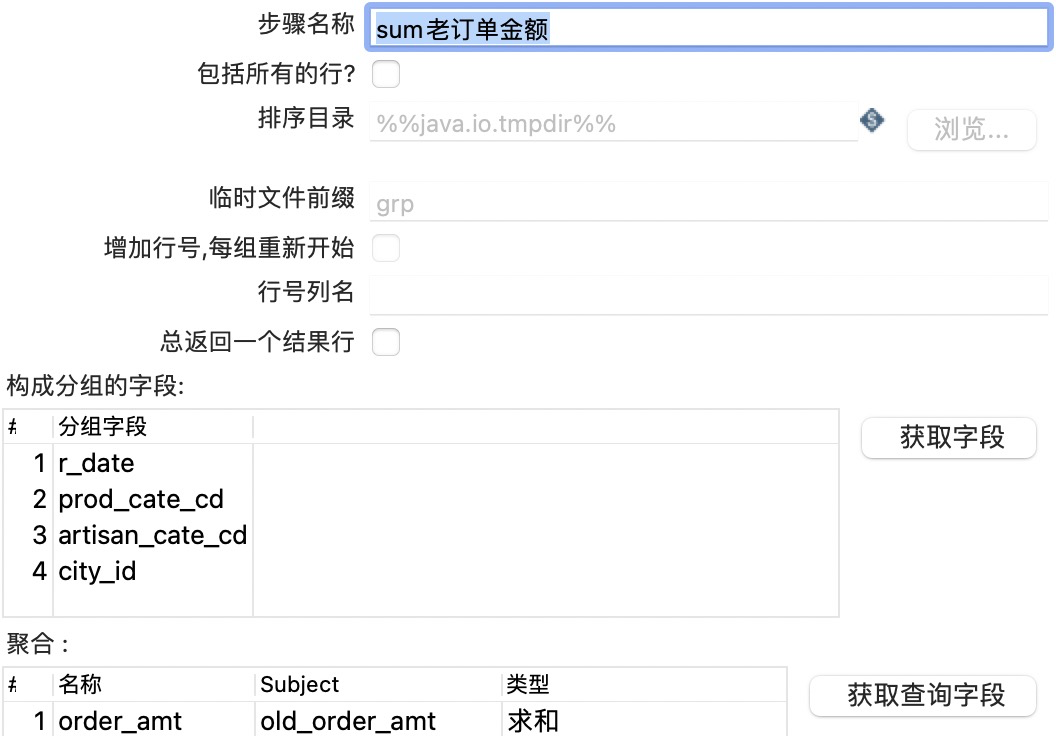 步骤名称 sum老订单金额
包括所有的行?
排序目录 %%java.io.tmpdir%% 浏览...
临时文件前缀 grp
增加行号,每组重新开始
行号列名
总返回一个结果行
构成分组的字段:
# 分组字段 获取字段
1 r_date
2 prod_cate_cd
3 artisan_cate_cd
4 city_id
聚合 :
# 名称 Subject 类型 获取查询字段
1 order_amt old_order_amt 求和